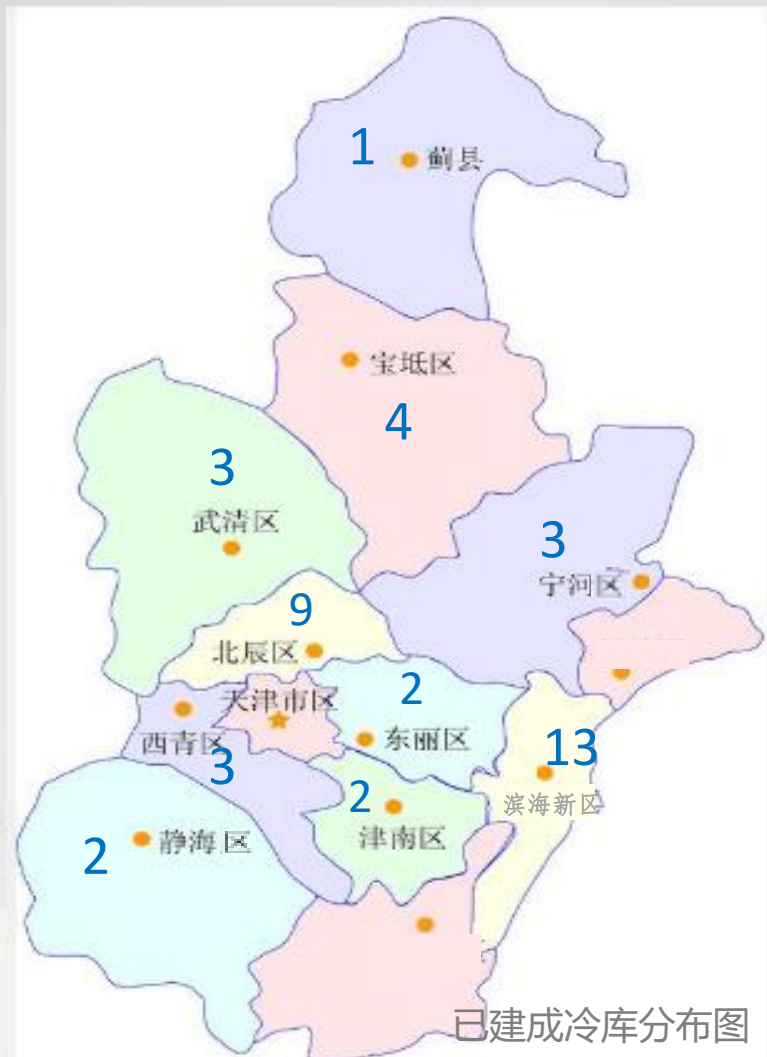 1
蓟县
宝坻区
4
3
武清区
3
宁河区
9
北辰区
2
天津市区
东丽区
西青区
3
13
滨海新区
2
津南区
2
静海区
已建成冷库分布图